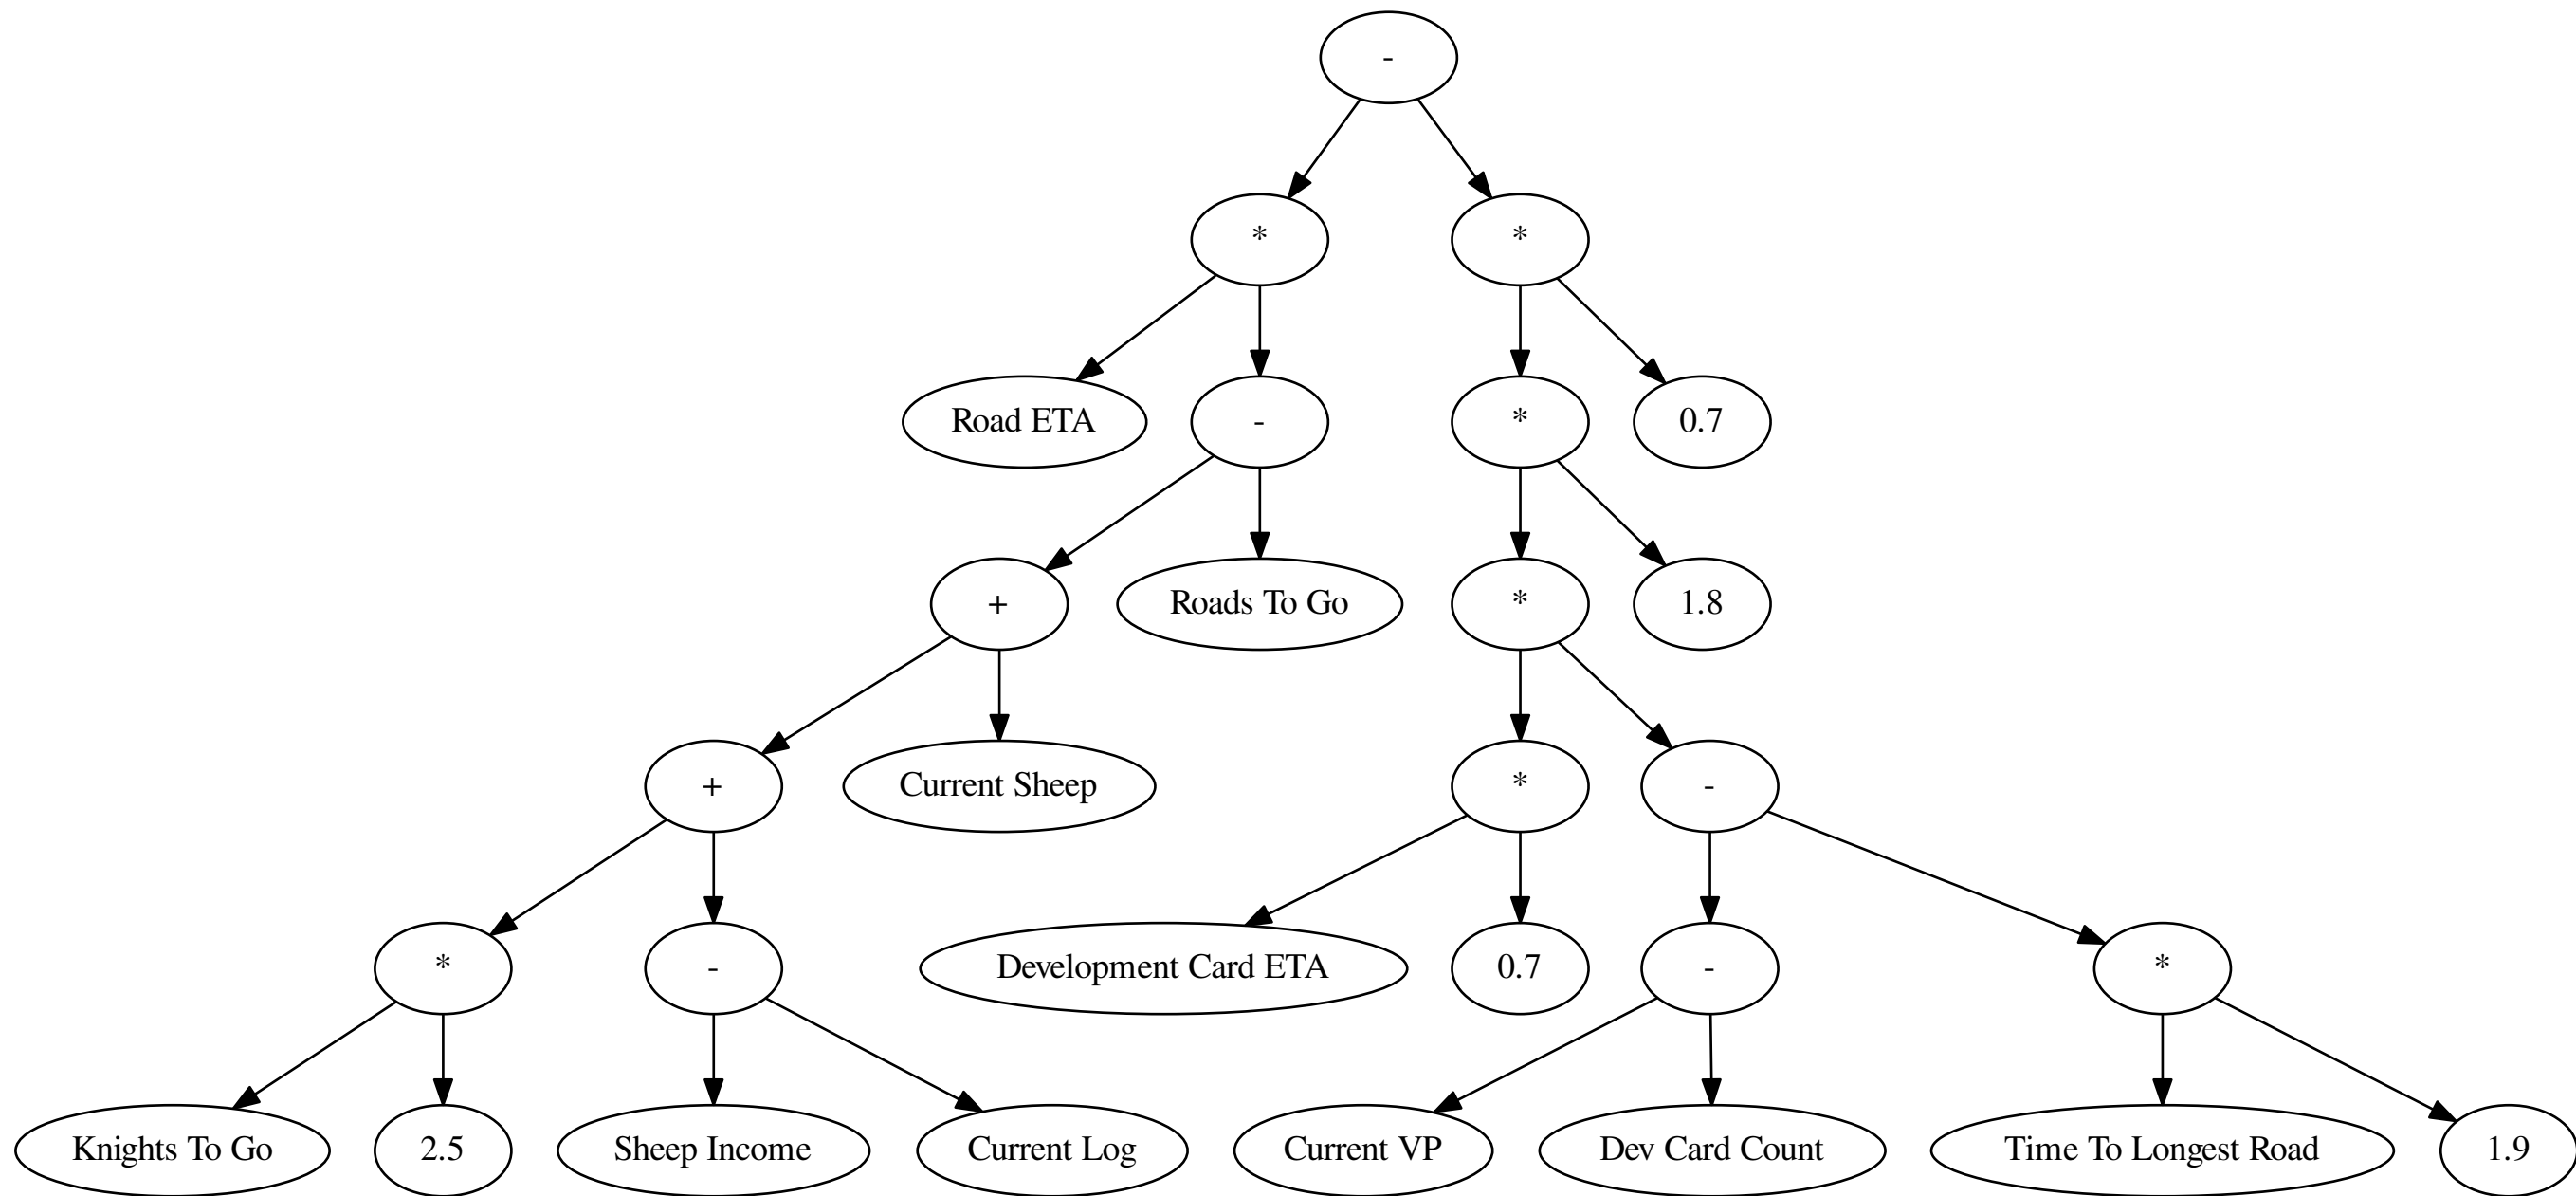 -
* *
Road ETA - * 0.7
+ Roads To Go * 1.8
+ Current Sheep * -
* - Development Card ETA 0.7 - *
Knights To Go 2.5 Sheep Income Current Log Current VP Dev Card Count Time To Longest Road 1.9